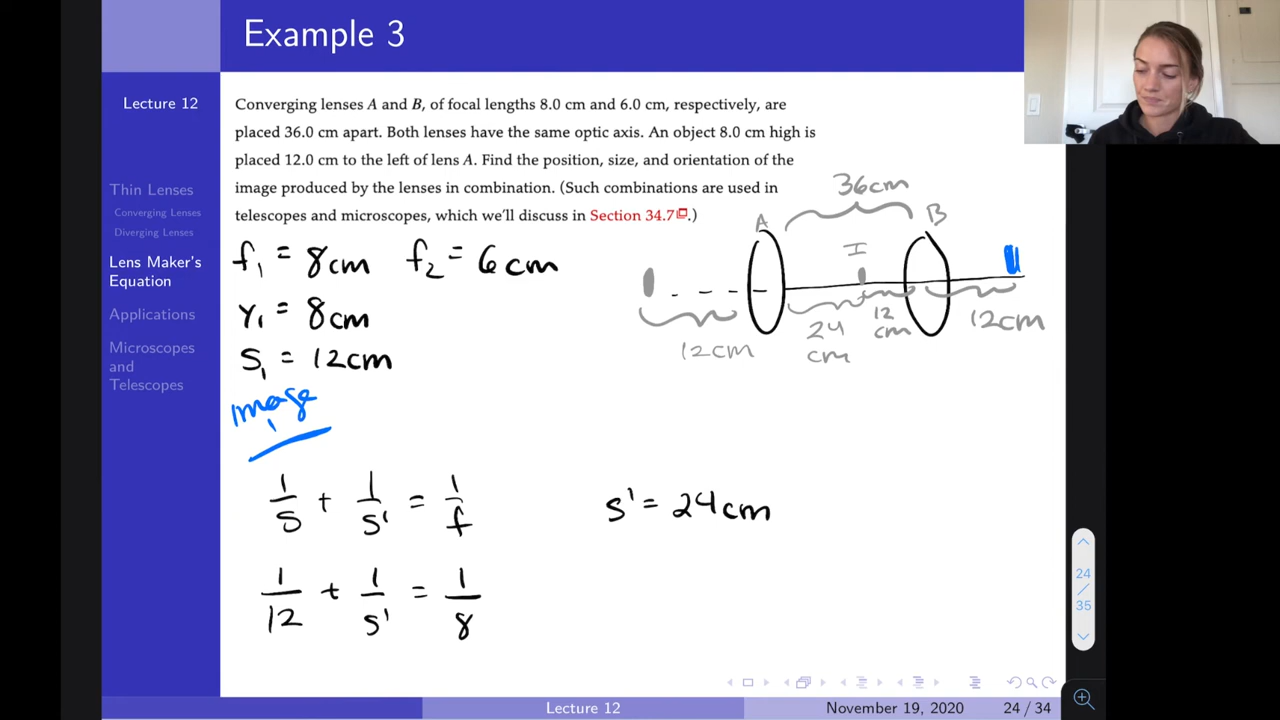 Example 3
Lecture 12
Thin Lenses
Converging Lenses
Diverging Lenses
Lens Maker's
Equation
Applications
Microscopes
and
Telescopes
Converging lenses A and B, of focal lengths 8.0 cm and 6.0 cm, respectively, are
placed 36.0 cm apart. Both lenses have the same optic axis. An object 8.0 cm high is
placed 12.0 cm to the left of lens A. Find the position, size, and orientation of the
image produced by the lenses in combination. (Such combinations are used in
telescopes and microscopes, which we'll discuss in Section 34.7.)
f₁ = 8cm f₂ = 6cm
y₁ = 8cm
s₁ = 12cm
36cm
A
B
I
12cm
24
cm
12
cm
12cm
Image
1
1/s + 1/s' = 1/f
s' = 24cm
1/12 + 1/s' = 1/8
24
/
35
Lecture 12
November 19, 2020
24 / 34